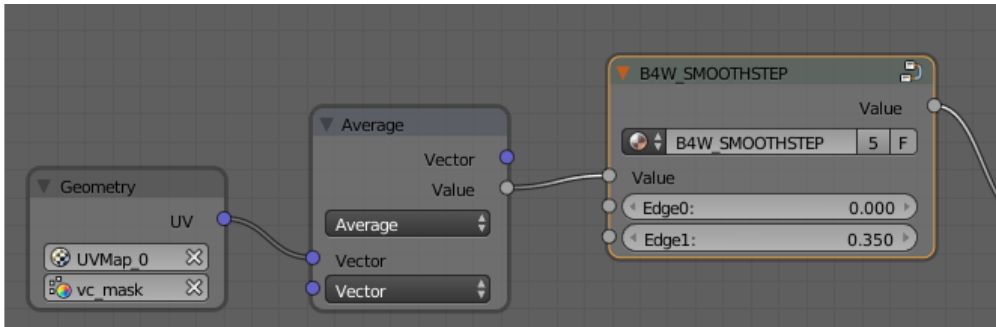 Geometry
UV
UVMap_0
vc_mask
Average
Vector
Value
Average
Vector
Vector
B4W_SMOOTHSTEP
Value
B4W_SMOOTHSTEP 5 F
Value
Edge0: 0.000
Edge1: 0.350